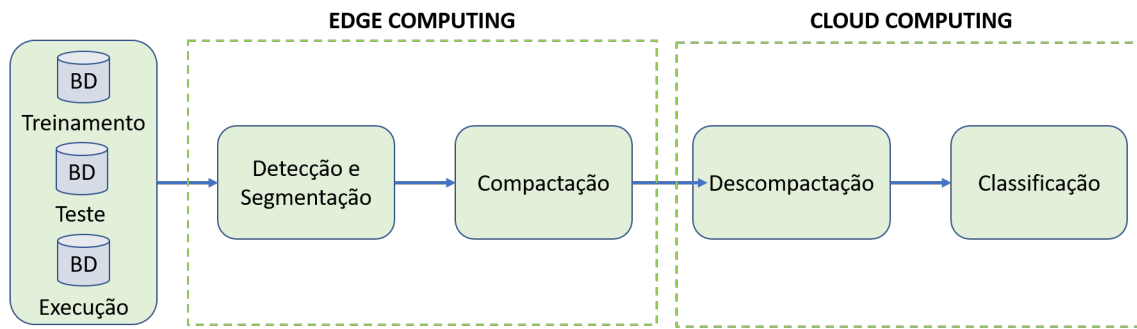 EDGE COMPUTING
CLOUD COMPUTING
BD
Treinamento
BD
Teste
BD
Execução
Detecção e
Segmentação
Compactação
Descompactação
Classificação